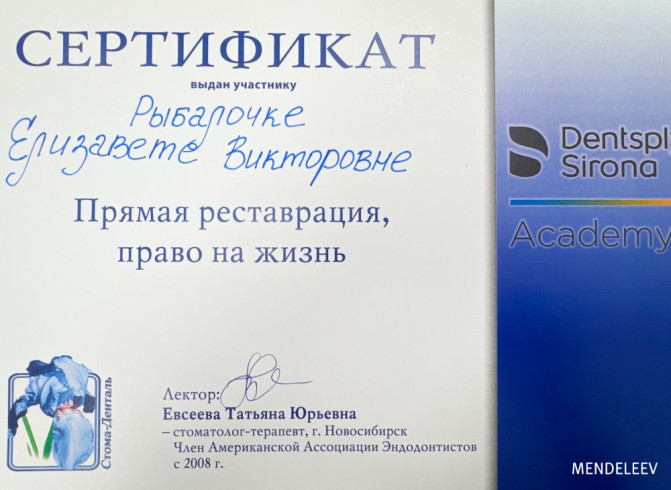 СЕРТИФИКАТ
выдан участнику
Рыбалочке
Елизавете Викторовне
Прямая реставрация,
право на жизнь
Стома-Денталь
Лектор:
Евсеева Татьяна Юрьевна
– стоматолог-терапевт, г. Новосибирск
Член Американской Ассоциации Эндодонтистов
с 2008 г.
Dentspl
Sirona
Academy
MENDELEEV